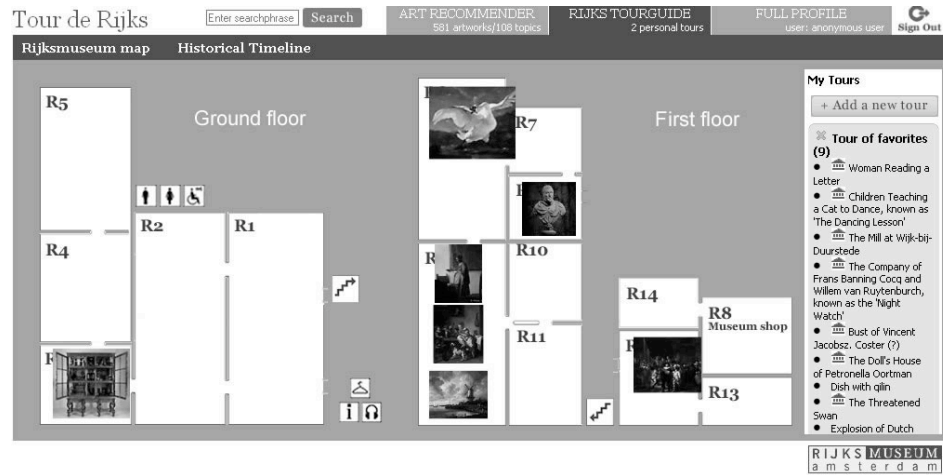 Tour de Rijks
Enter searchphrase
Search
ART RECOMMENDER
581 artworks/108 topics
RIJKS TOURGUIDE
2 personal tours
FULL PROFILE
user: anonymous user
Sign Out
Rijksmuseum map
Historical Timeline
R5
Ground floor
R2
R1
R4
R
R
R7
First floor
R
R
R10
R11
R14
R8
Museum shop
R
R13
My Tours
+ Add a new tour
Tour of favorites
(9)
• Woman Reading a
Letter
• Children Teaching
a Cat to Dance, known as
'The Dancing Lesson'
• The Mill at Wijk-bij-
Duurstede
• The Company of
Frans Banning Cocq and
Willem van Ruytenburch,
known as the 'Night
Watch'
• Bust of Vincent
Jacobsz. Coster (?)
• The Doll's House
of Petronella Oortman
• Dish with qilin
• The Threatened
Swan
• Explosion of Dutch
RIJKS MUSEUM
amsterdam